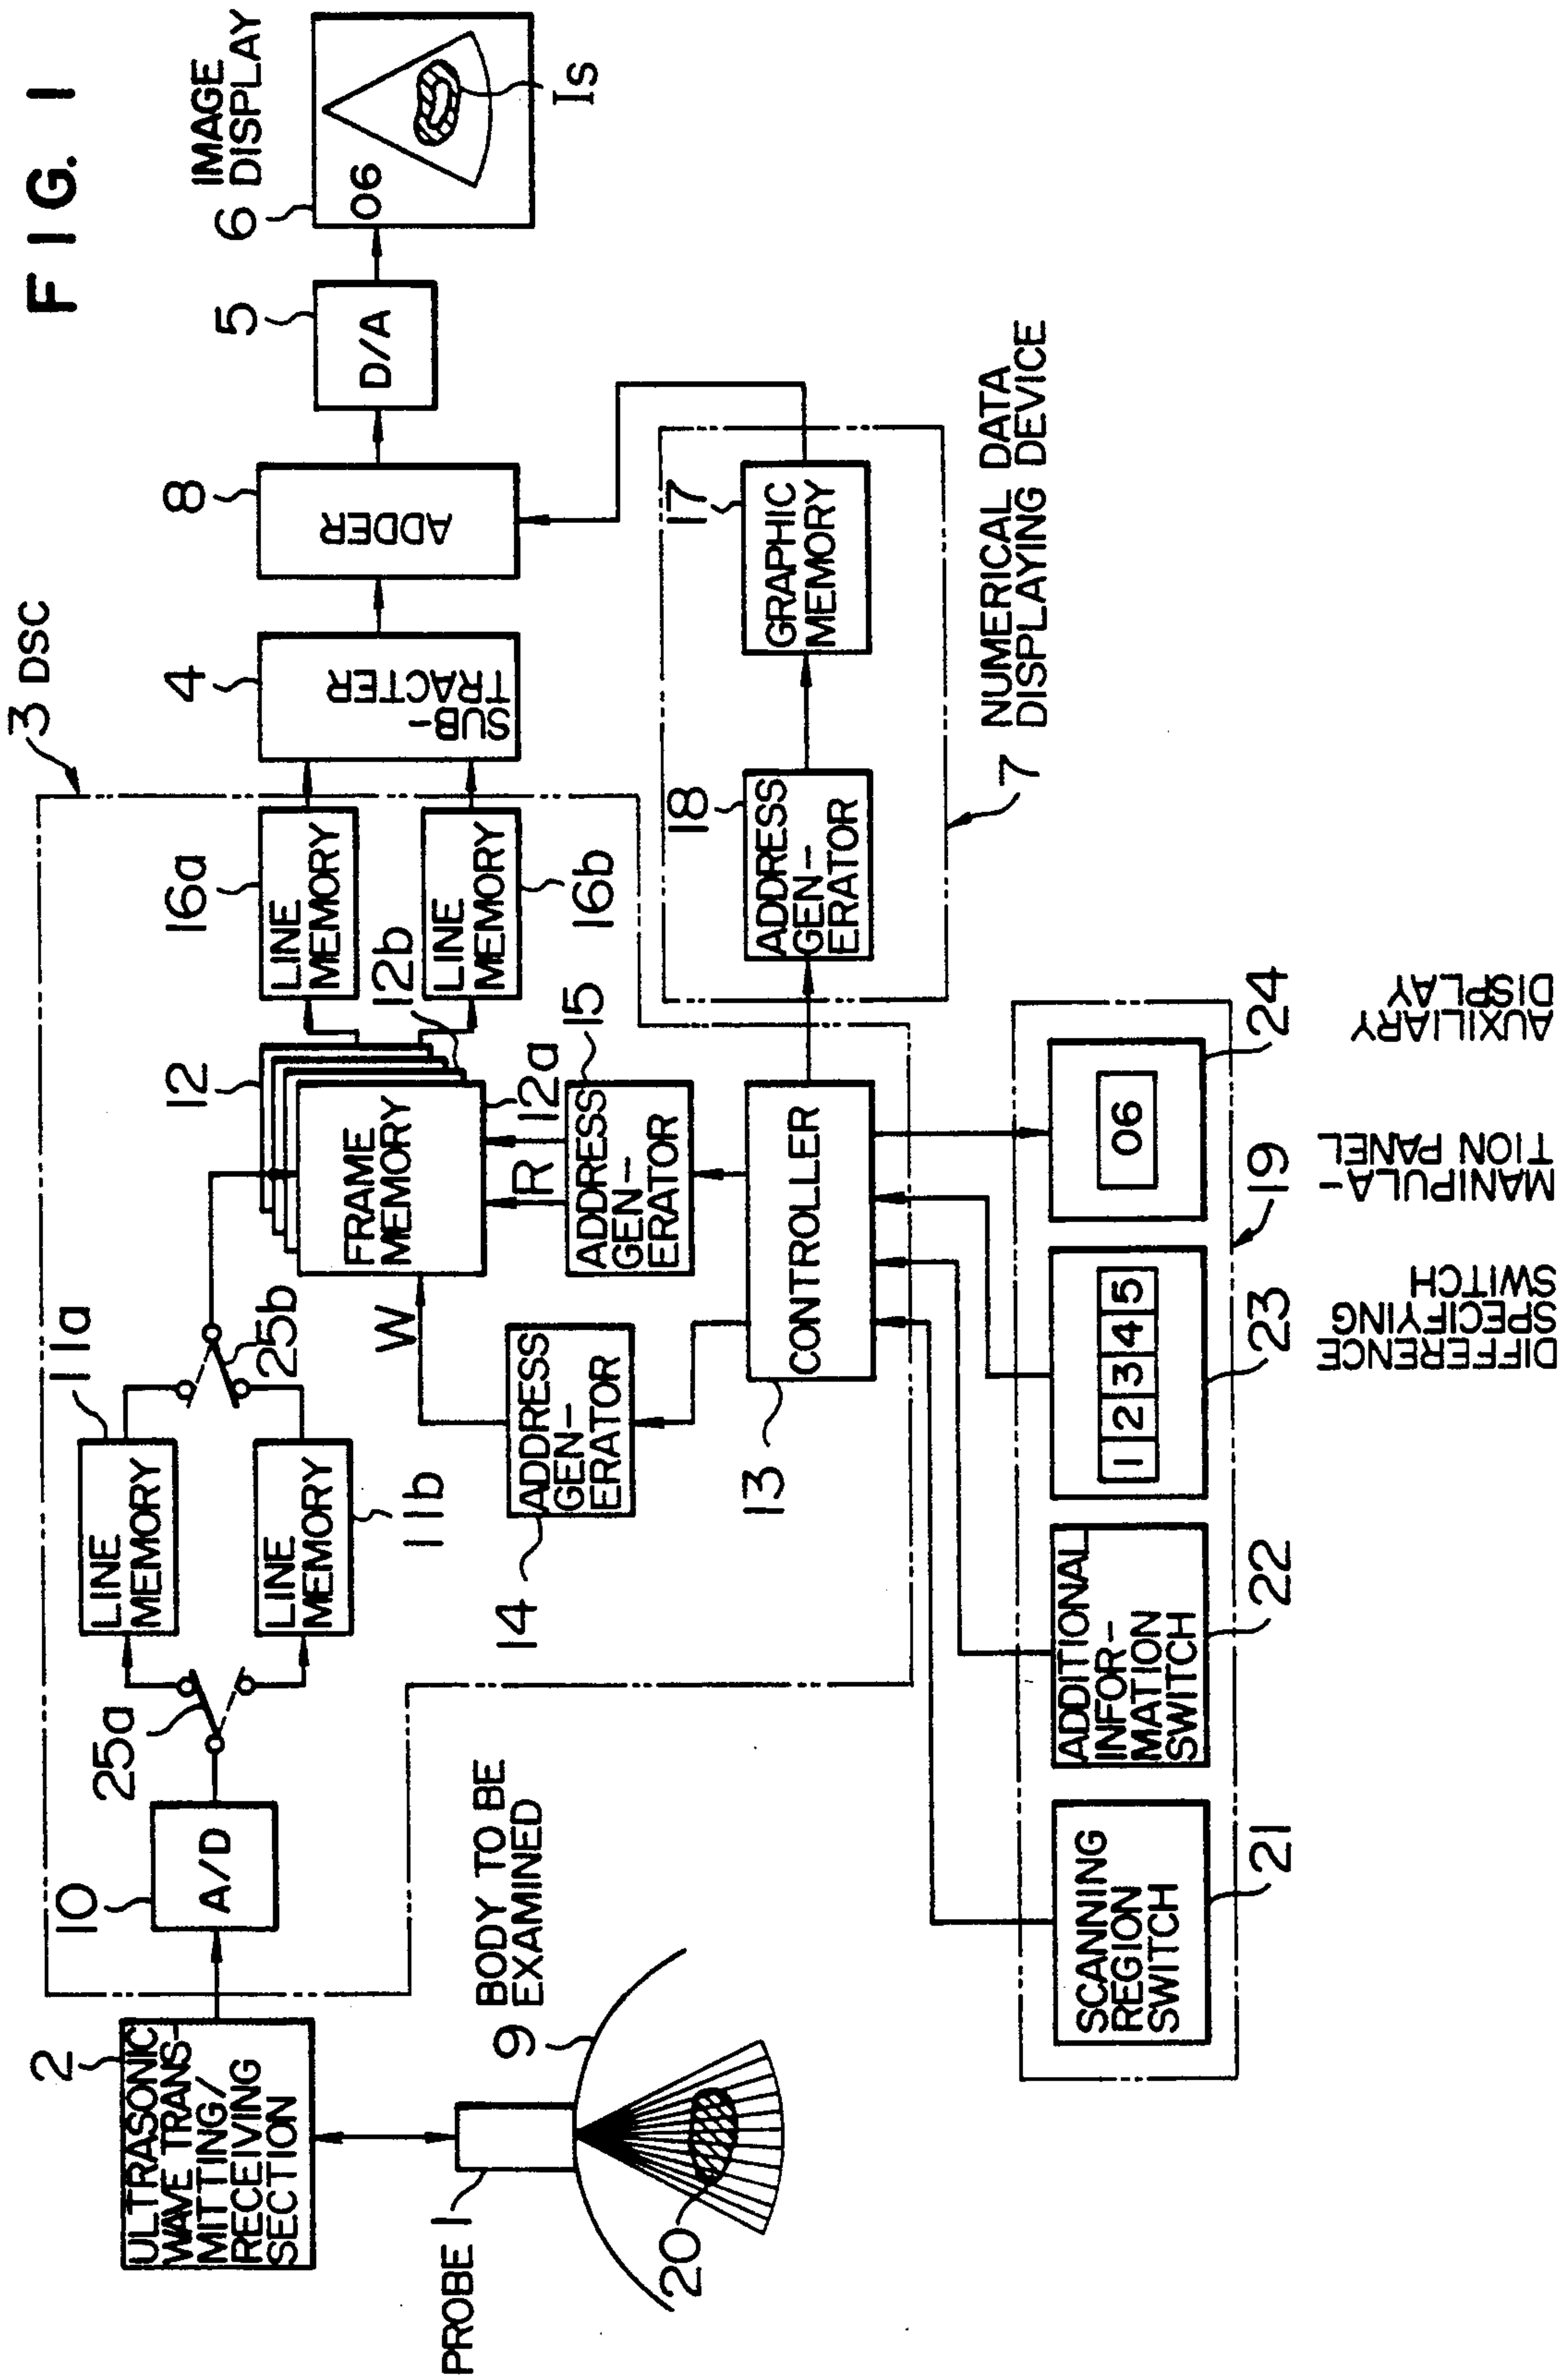 FIG. 1
3 DSC
2
ULTRASONIC
WAVE TRANS-
MITTING/
RECEIVING
SECTION
PROBE 1
BODY TO BE
EXAMINED
9
20
10
A/D
25a
11a
LINE
MEMORY
LINE
MEMORY
11b
25b
12
FRAME
MEMORY
12a
12b
W
R
14
ADDRESS
GEN-
ERATOR
15
ADDRESS
GEN-
ERATOR
13
CONTROLLER
16a
LINE
MEMORY
LINE
MEMORY
16b
4
SUB-
TRACTER
8
ADDER
5
D/A
6
IMAGE
DISPLAY
06
Is
18
ADDRESS
GEN-
ERATOR
17
GRAPHIC
MEMORY
7
NUMERICAL DATA
DISPLAYING DEVICE
SCANNING
REGION
SWITCH
21
ADDITIONAL
INFOR-
MATION
SWITCH
22
1 2 3 4 5
23
DIFFERENCE
SPECIFYING
SWITCH
19
MANIPULA-
TION PANEL
06
24
AUXILIARY
DISPLAY